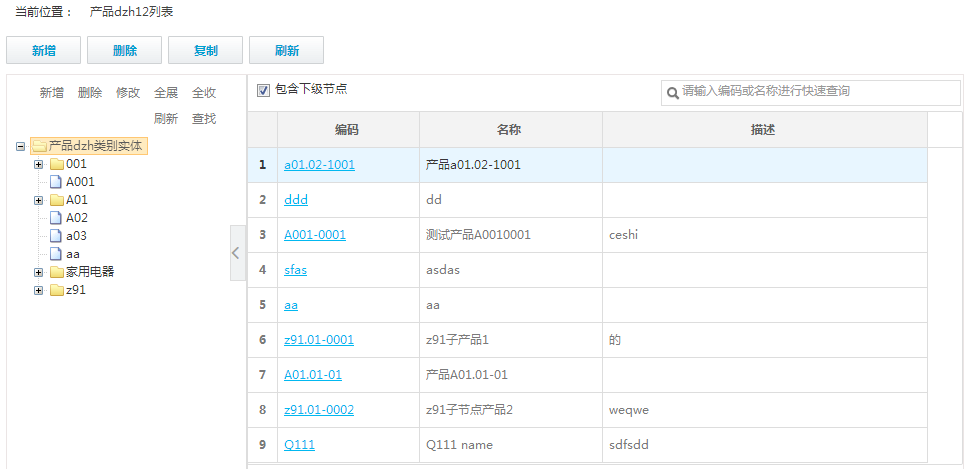 当前位置： 产品dzh12列表
新增 删除 复制 刷新
新增 删除 修改 全展 全收
刷新 查找
产品dzh类别实体
001
A001
A01
A02
a03
aa
家用电器
z91
包含下级节点 请输入编码或名称进行快速查询
编码 名称 描述
1 a01.02-1001 产品a01.02-1001
2 ddd dd
3 A001-0001 测试产品A0010001 ceshi
4 sfas asdas
5 aa aa
6 z91.01-0001 z91子产品1 的
7 A01.01-01 产品A01.01-01
8 z91.01-0002 z91子节点产品2 weqwe
9 Q111 Q111 name sdfsdd